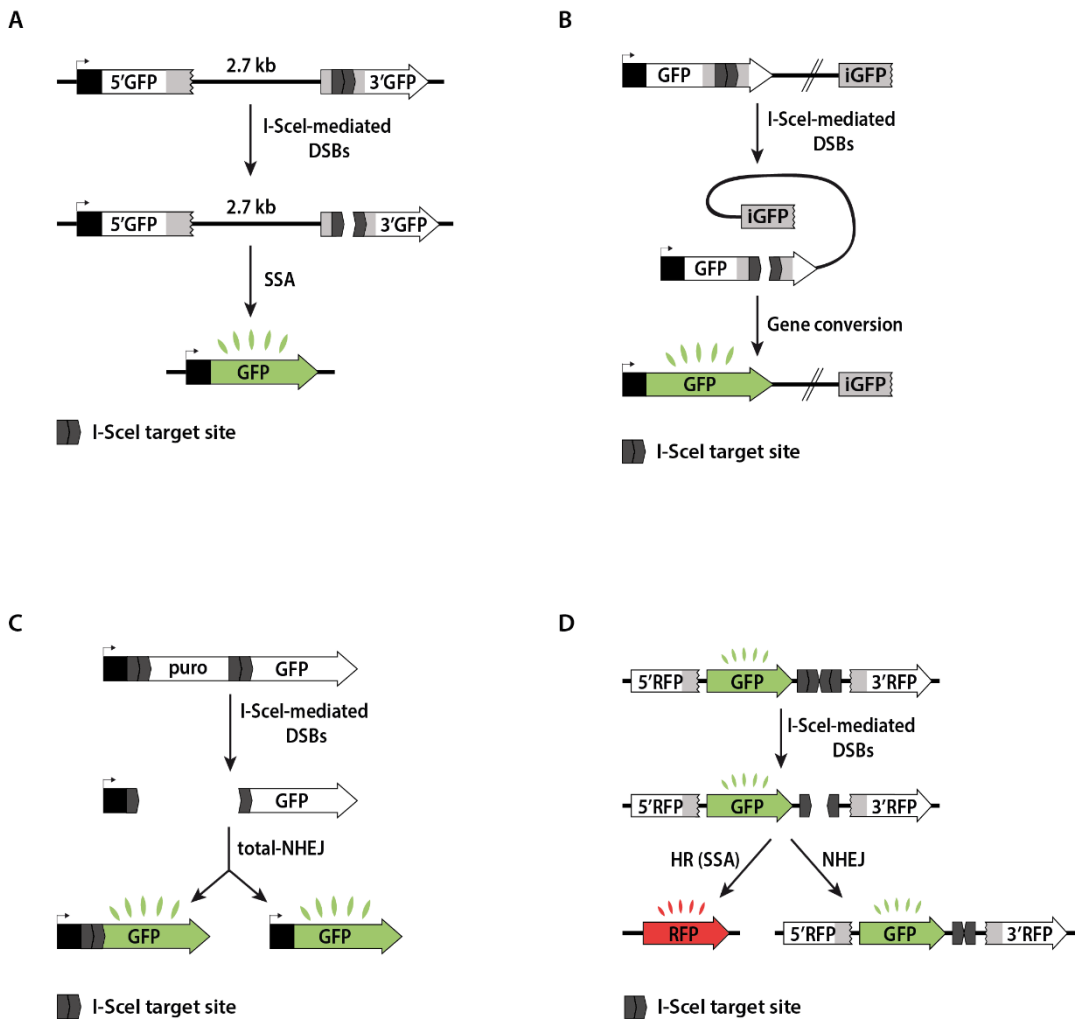 A
2.7 kb
5'GFP
3'GFP
I-SceI-mediated
DSBs
2.7 kb
5'GFP
3'GFP
SSA
GFP
I-SceI target site
B
GFP
iGFP
I-SceI-mediated
DSBs
iGFP
GFP
Gene conversion
GFP
iGFP
I-SceI target site
C
puro
GFP
I-SceI-mediated
DSBs
GFP
total-NHEJ
GFP
GFP
I-SceI target site
D
5'RFP
GFP
3'RFP
I-SceI-mediated
DSBs
5'RFP
GFP
3'RFP
HR (SSA)
NHEJ
RFP
5'RFP
GFP
3'RFP
I-SceI target site